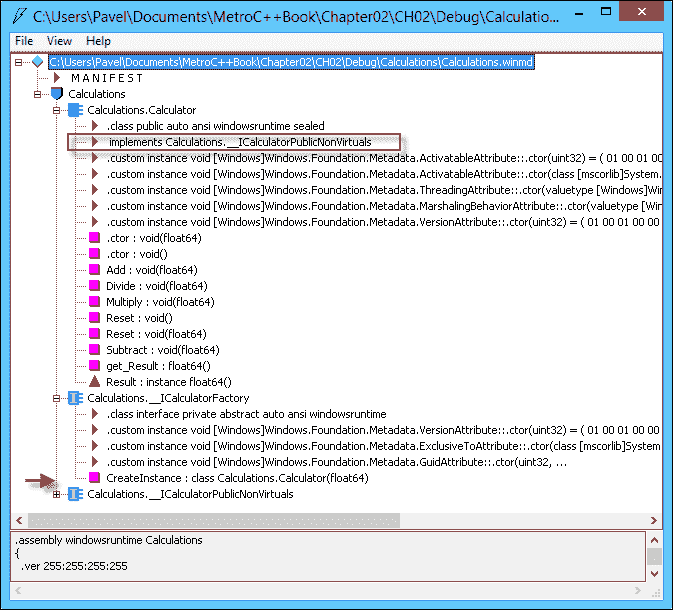 C:\Users\Pavel\Documents\MetroC++Book\Chapter02\CH02\Debug\Calculations\Calculatio...
File View Help
C:\Users\Pavel\Documents\MetroC++Book\Chapter02\CH02\Debug\Calculations\Calculations.winmd
M A N I F E S T
Calculations
Calculations.Calculator
.class public auto ansi windowsruntime sealed
implements Calculations.__ICalculatorPublicNonVirtuals
.custom instance void [Windows]Windows.Foundation.Metadata.ActivatableAttribute::.ctor(uint32) = ( 01 00 01 00 00
.custom instance void [Windows]Windows.Foundation.Metadata.ActivatableAttribute::.ctor(class [mscorlib]System.
.custom instance void [Windows]Windows.Foundation.Metadata.ThreadingAttribute::.ctor(valuetype [Windows]Win
.custom instance void [Windows]Windows.Foundation.Metadata.MarshalingBehaviorAttribute::.ctor(valuetype [Win
.custom instance void [Windows]Windows.Foundation.Metadata.VersionAttribute::.ctor(uint32) = ( 01 00 01 00 00
.ctor : void(float64)
.ctor : void()
Add : void(float64)
Divide : void(float64)
Multiply : void(float64)
Reset : void()
Reset : void(float64)
Subtract : void(float64)
get_Result : float64()
Result : instance float64()
Calculations.__ICalculatorFactory
.class interface private abstract auto ansi windowsruntime
.custom instance void [Windows]Windows.Foundation.Metadata.VersionAttribute::.ctor(uint32) = ( 01 00 01 00 00
.custom instance void [Windows]Windows.Foundation.Metadata.ExclusiveToAttribute::.ctor(class [mscorlib]System
.custom instance void [Windows]Windows.Foundation.Metadata.GuidAttribute::.ctor(uint32, ...
CreateInstance : class Calculations.Calculator(float64)
Calculations.__ICalculatorPublicNonVirtuals
.assembly windowsruntime Calculations
{
.ver 255:255:255:255